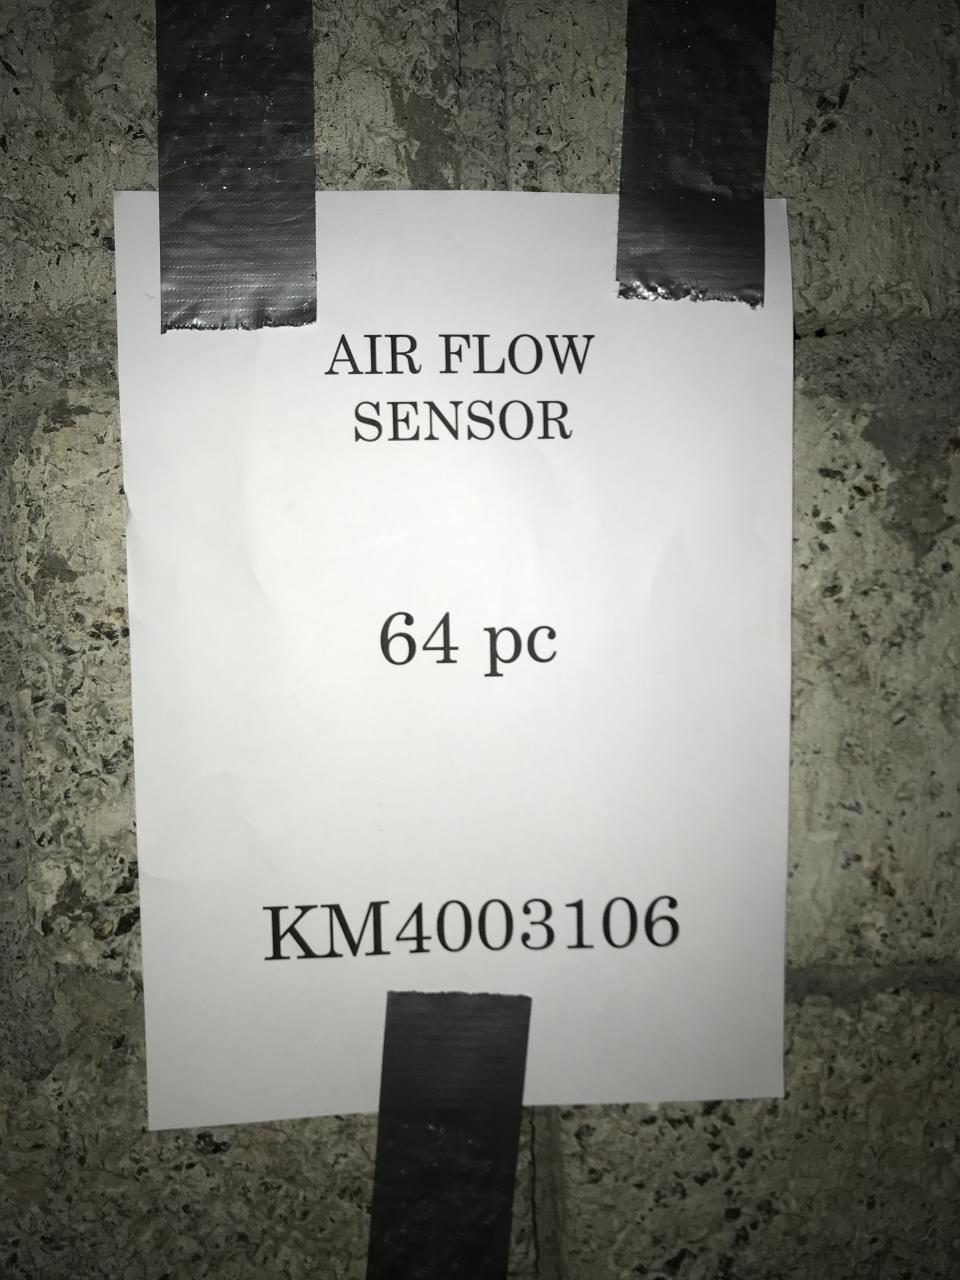 AIR FLOW
SENSOR
64 pc
KM4003106